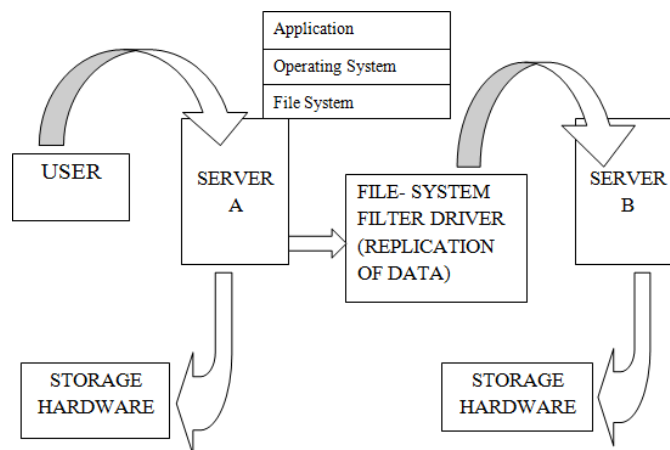 Application
Operating System
File System
USER
SERVER
A
FILE- SYSTEM
FILTER DRIVER
(REPLICATION
OF DATA)
SERVER
B
STORAGE
HARDWARE
STORAGE
HARDWARE